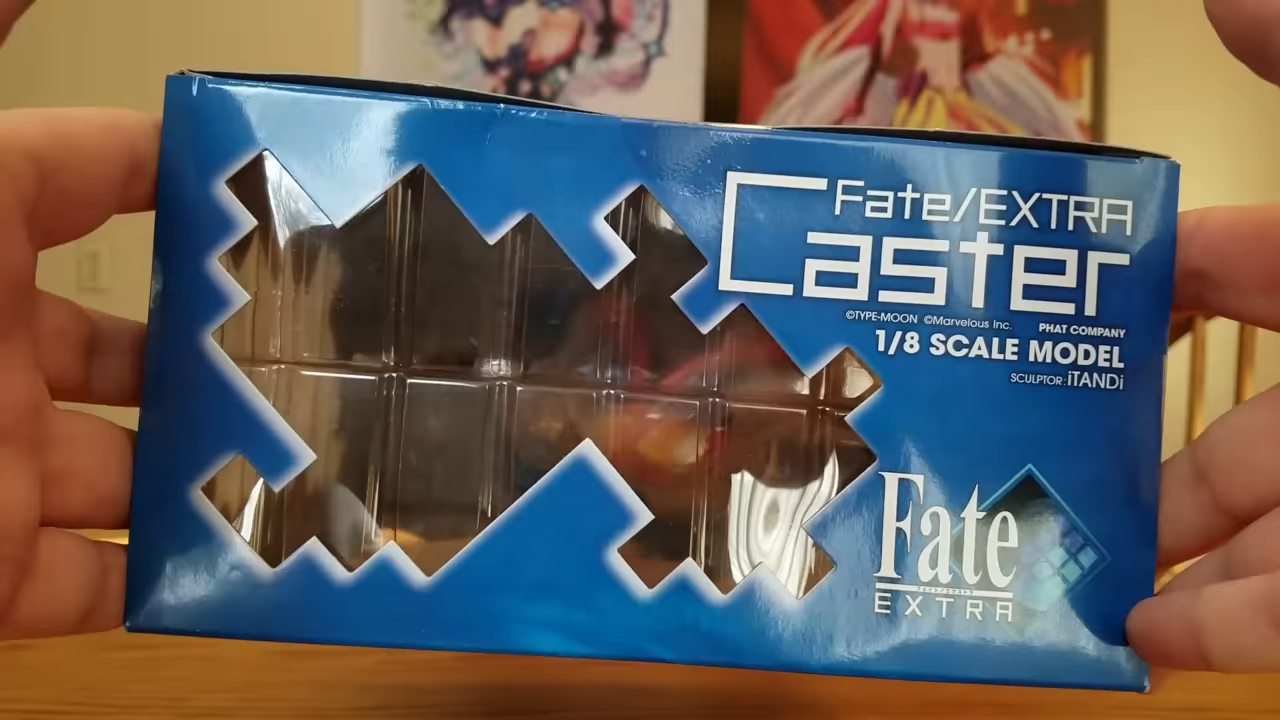 Fate/EXTRA
Caster
©TYPE-MOON ©Marvelous Inc. PHAT COMPANY
1/8 SCALE MODEL
SCULPTOR:iTANDi
Fate
EXTRA